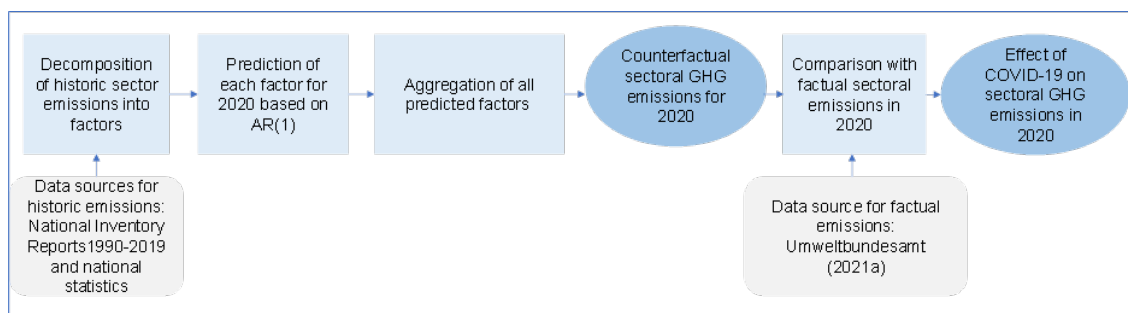 Decomposition
of historic sector
emissions into
factors
Prediction of
each factor for
2020 based on
AR(1)
Aggregation of all
predicted factors
Counterfactual
sectoral GHG
emissions for
2020
Comparison with
factual sectoral
emissions in
2020
Effect of
COVID-19 on
sectoral GHG
emissions in
2020
Data sources for
historic emissions:
National Inventory
Reports1990-2019
and national
statistics
Data source for factual
emissions:
Umweltbundesamt
(2021a)